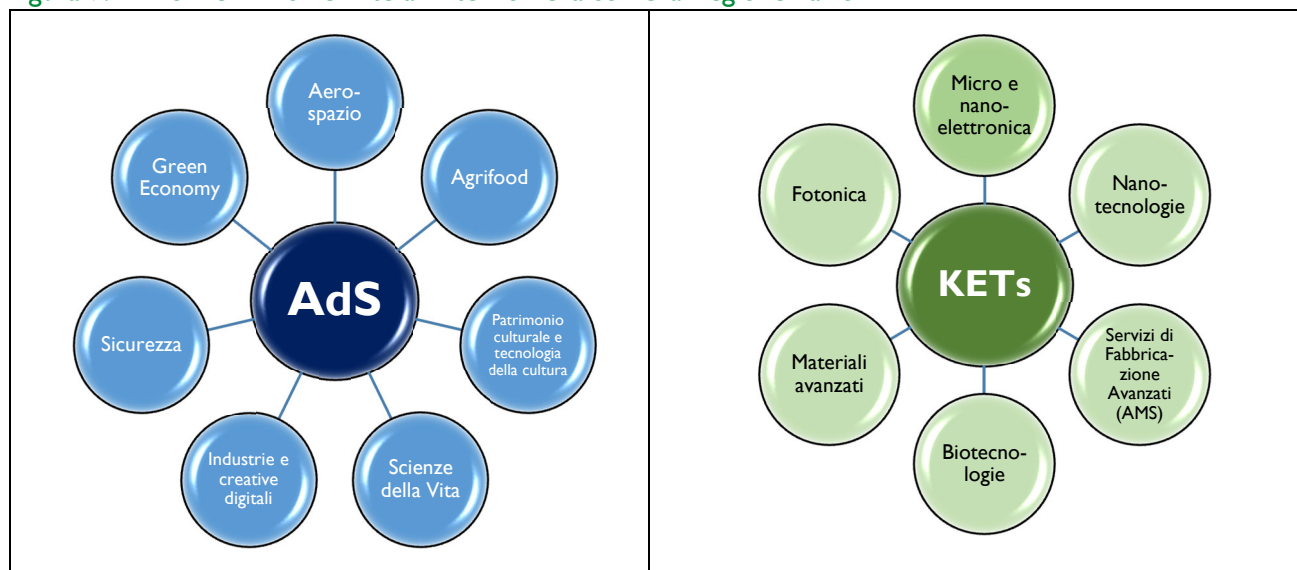 Aero-
spazio
Agrifood
Patrimonio
culturale e
tecnologia
della cultura
Scienze
della Vita
Industrie e
creative
digitali
Sicurezza
Green
Economy
AdS
Micro e
nano-
elettronica
Nano-
tecnologie
Servizi di
Fabbrica-
zione
Avanzati
(AMS)
Biotecno-
logie
Materiali
avanzati
Fotonica
KETs